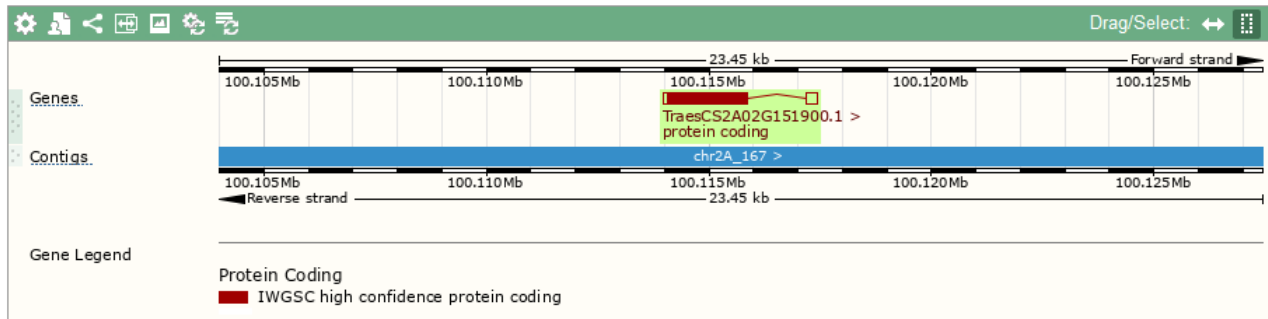 Drag/Select:
23.45 kb Forward strand
100.105Mb 100.110Mb 100.115Mb 100.120Mb 100.125Mb
Genes
TraesCS2A02G151900.1 >
protein coding
Contigs chr2A_167 >
100.105Mb 100.110Mb 100.115Mb 100.120Mb 100.125Mb
Reverse strand 23.45 kb
Gene Legend
Protein Coding
IWGSC high confidence protein coding